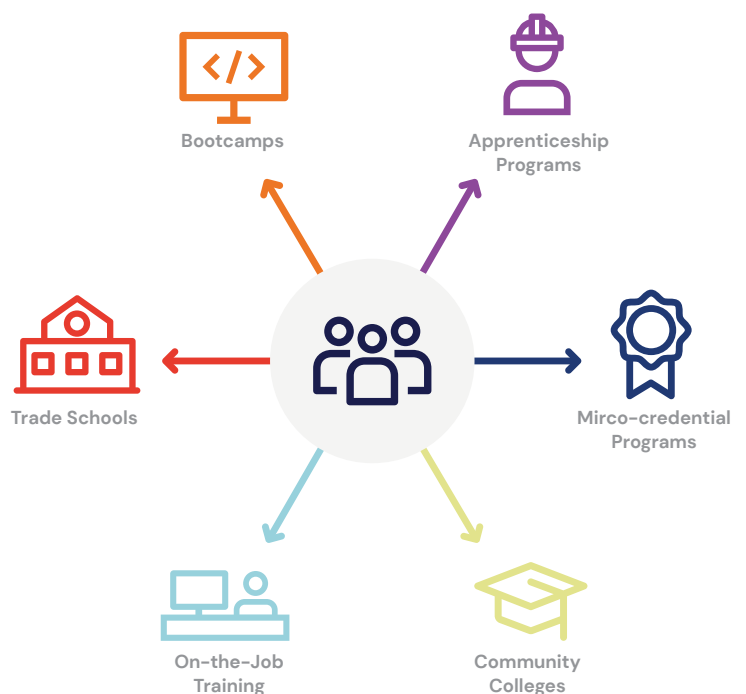 Bootcamps
Apprenticeship
Programs
Trade Schools
Mirco-credential
Programs
On-the-Job
Training
Community
Colleges